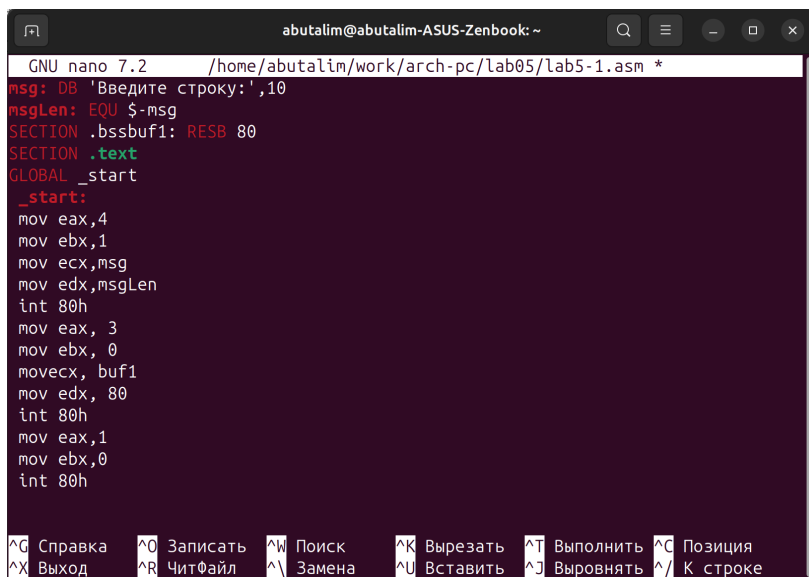 abutalim@abutalim-ASUS-Zenbook: ~
GNU nano 7.2 /home/abutalim/work/arch-pc/lab05/lab5-1.asm *
msg: DB 'Введите строку:',10
msgLen: EQU $-msg
SECTION .bssbuf1: RESB 80
SECTION .text
GLOBAL _start
_start:
mov eax,4
mov ebx,1
mov ecx,msg
mov edx,msgLen
int 80h
mov eax, 3
mov ebx, 0
movecx, buf1
mov edx, 80
int 80h
mov eax,1
mov ebx,0
int 80h
^G Справка ^O Записать ^W Поиск ^K Вырезать ^T Выполнить ^C Позиция
^X Выход ^R ЧитФайл ^\ Замена ^U Вставить ^J Выровнять ^/ К строке